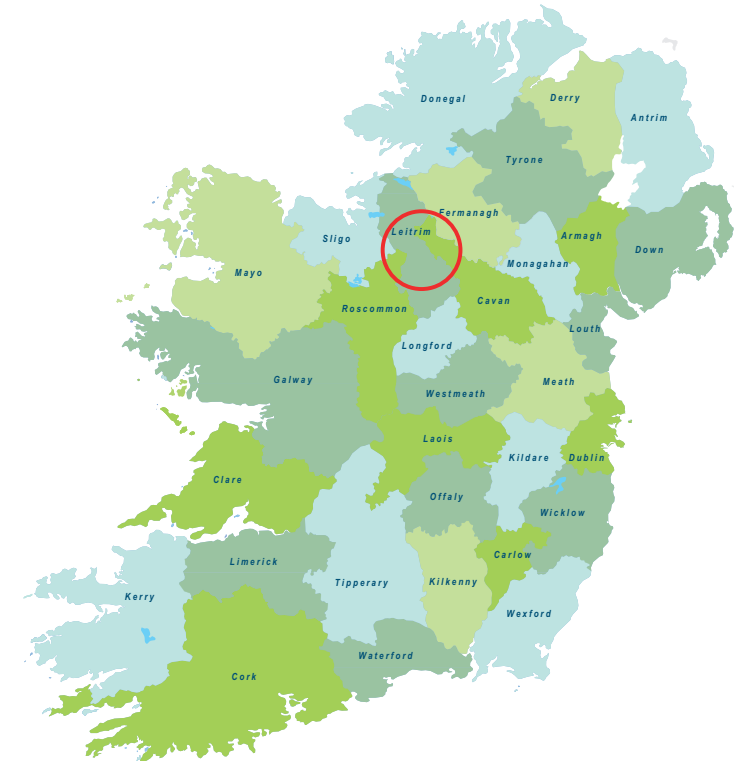 Donegal
Derry
Antrim
Tyrone
Fermanagh
Leitrim
Sligo
Armagh
Down
Monagahan
Mayo
Cavan
Roscommon
Louth
Longford
Galway
Meath
Westmeath
Laois
Kildare
Dublin
Clare
Offaly
Wicklow
Carlow
Limerick
Tipperary
Kilkenny
Kerry
Wexford
Waterford
Cork